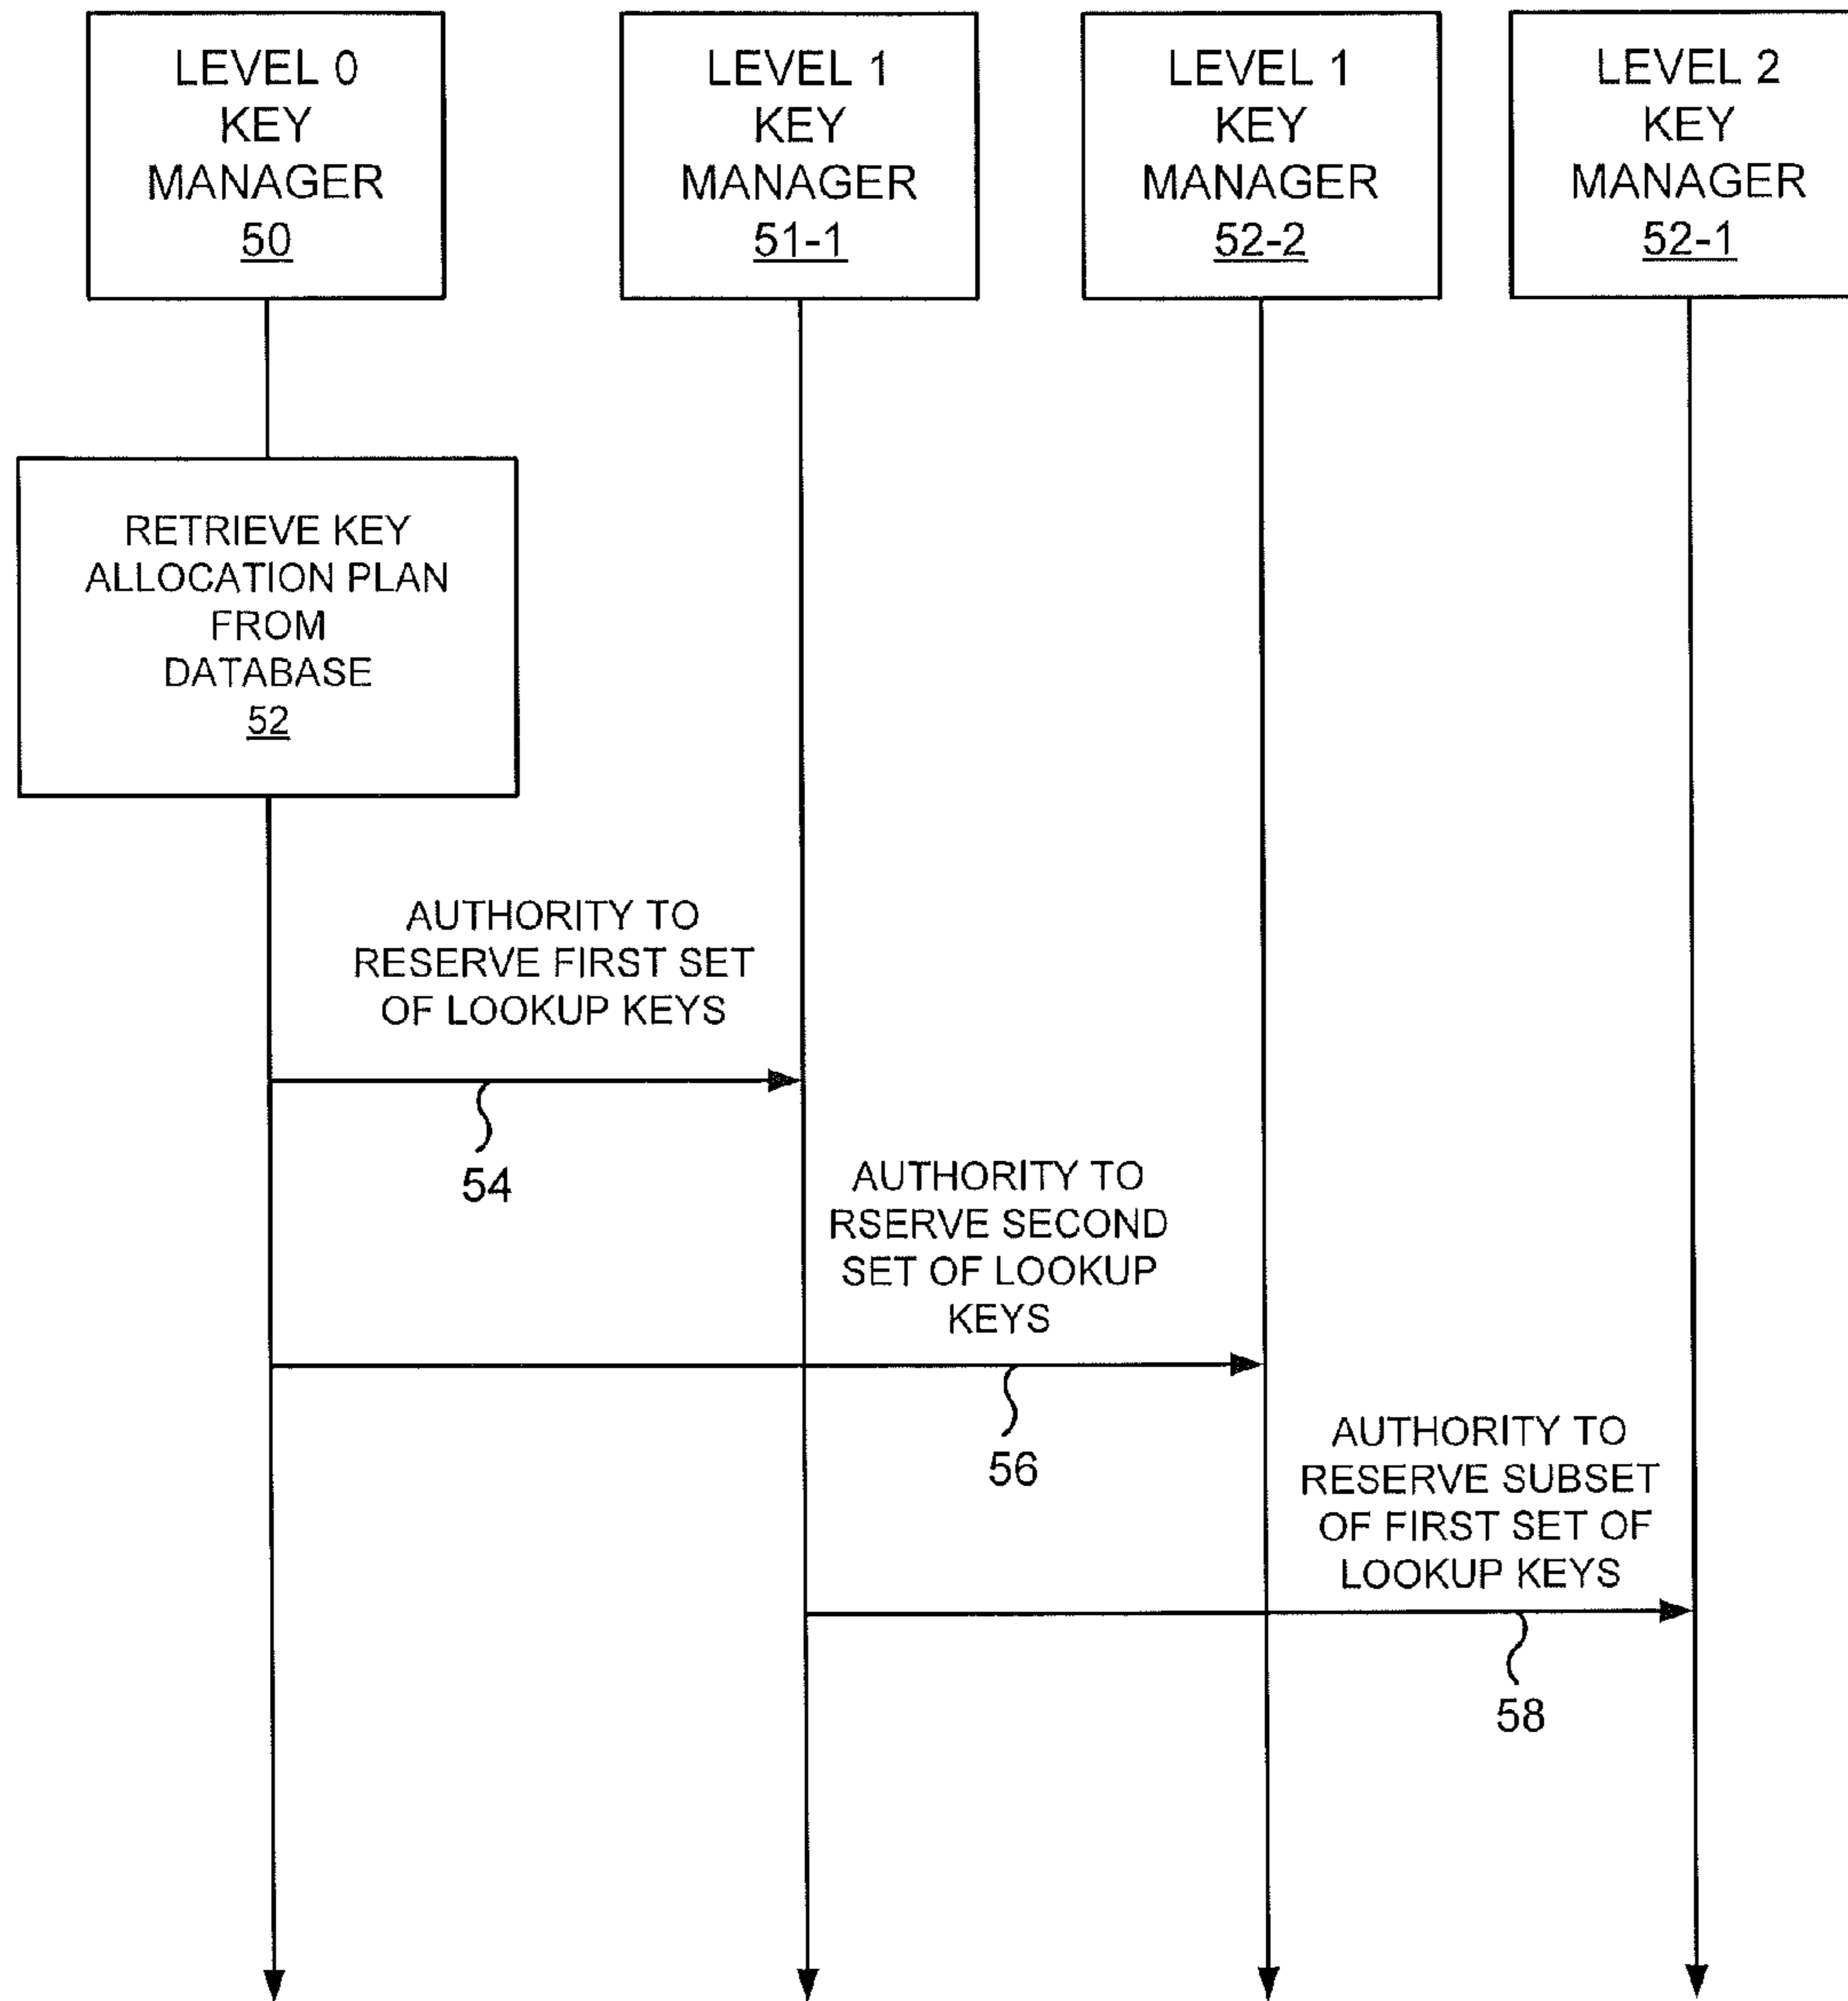 LEVEL 0
KEY
MANAGER
50
LEVEL 1
KEY
MANAGER
51-1
LEVEL 1
KEY
MANAGER
52-2
LEVEL 2
KEY
MANAGER
52-1
RETRIEVE KEY
ALLOCATION PLAN
FROM
DATABASE
52
AUTHORITY TO
RESERVE FIRST SET
OF LOOKUP KEYS
54
AUTHORITY TO
RSERVE SECOND
SET OF LOOKUP
KEYS
56
AUTHORITY TO
RESERVE SUBSET
OF FIRST SET OF
LOOKUP KEYS
58